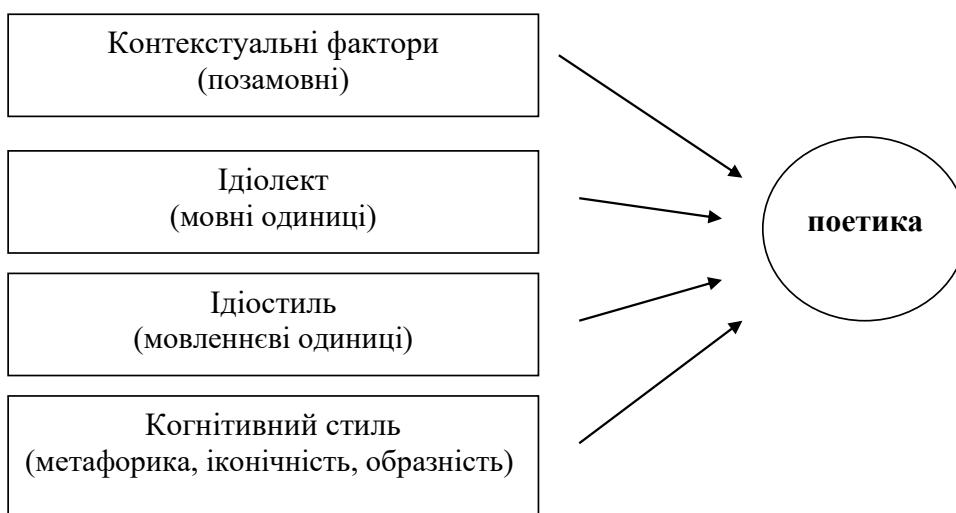 Контекстуальні фактори
(позамовні)
Ідіолект
(мовні одиниці)
поетика
Ідіостиль
(мовленнєві одиниці)
Когнітивний стиль
(метафорика, іконічність, образність)